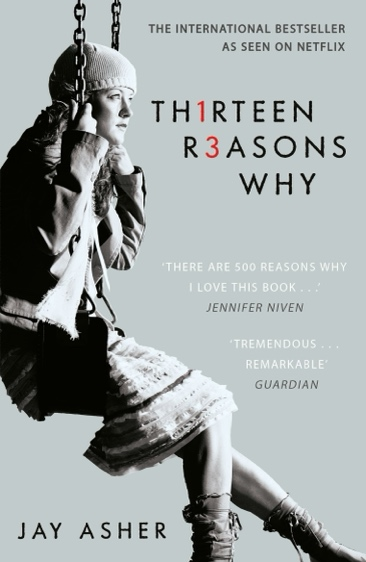 THE INTERNATIONAL BESTSELLER
AS SEEN ON NETFLIX
TH1RTEEN
R3ASONS
WHY
'THERE ARE 500 REASONS WHY
I LOVE THIS BOOK . . .'
JENNIFER NIVEN
'TREMENDOUS . . .
REMARKABLE'
GUARDIAN
JAY ASHER